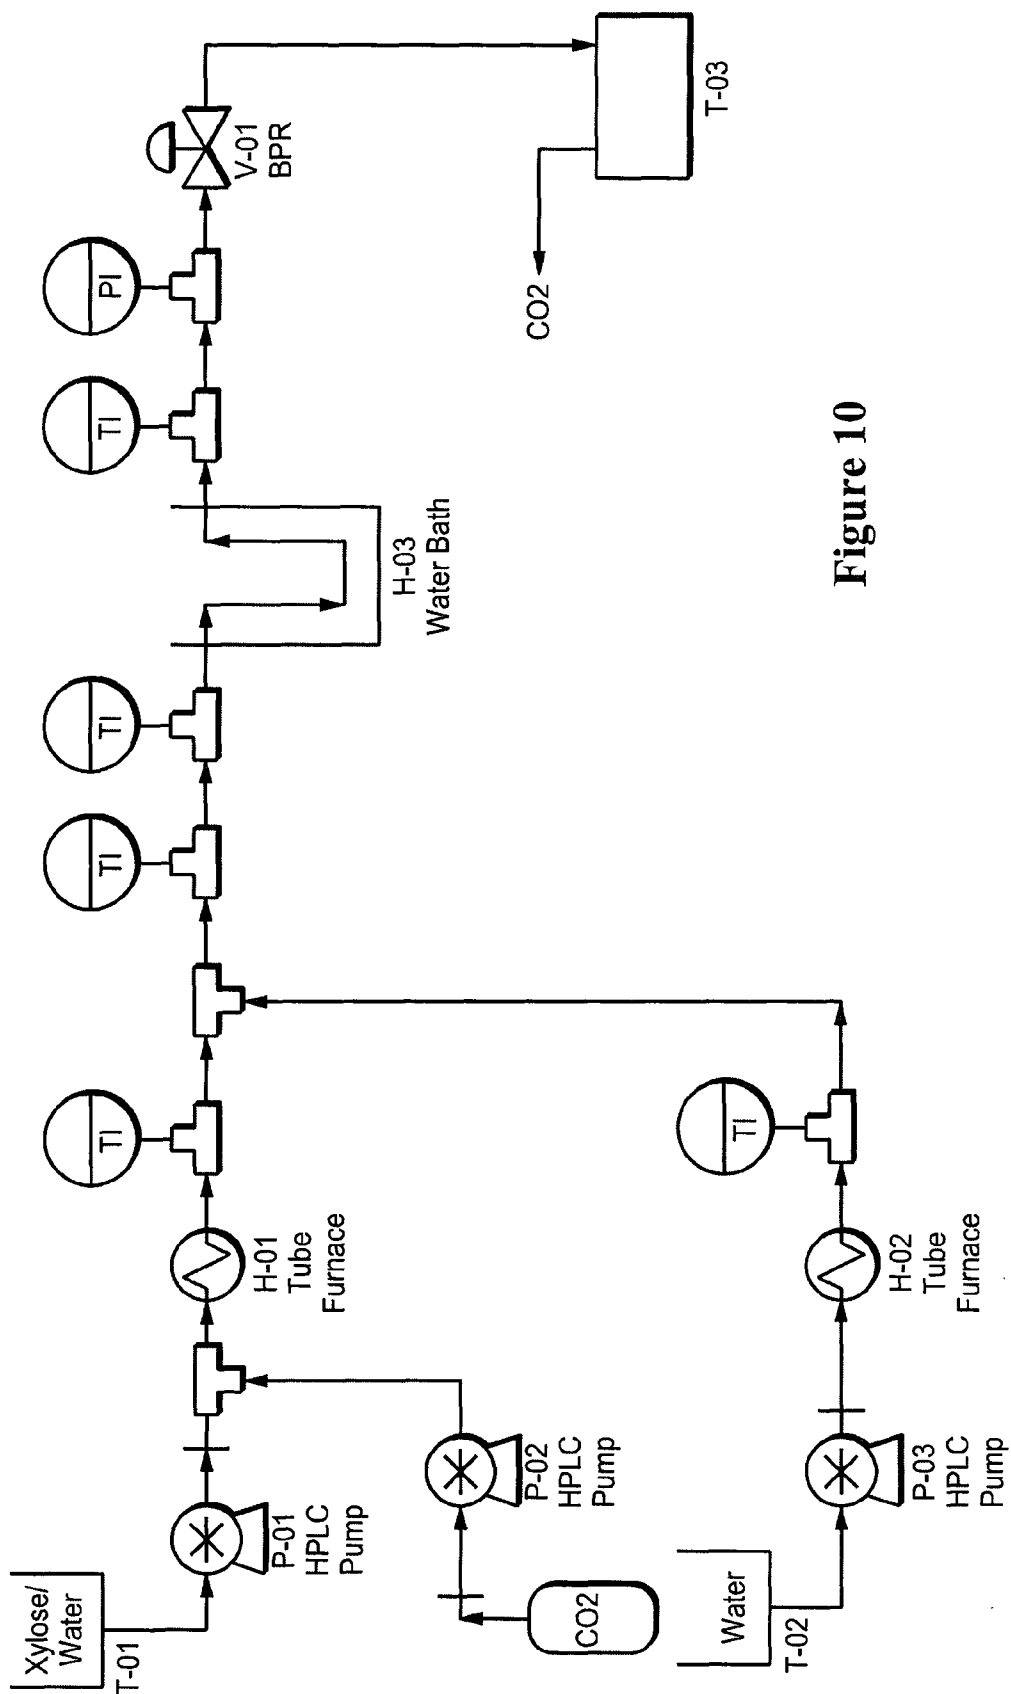 Xylose/
Water
T-01
P-01
HPLC
Pump
H-01
Tube
Furnace
TI
TI
TI
H-03
Water Bath
TI
PI
V-01
BPR
T-03
CO2
CO2
P-02
HPLC
Pump
Water
T-02
P-03
HPLC
Pump
H-02
Tube
Furnace
TI
Figure 10